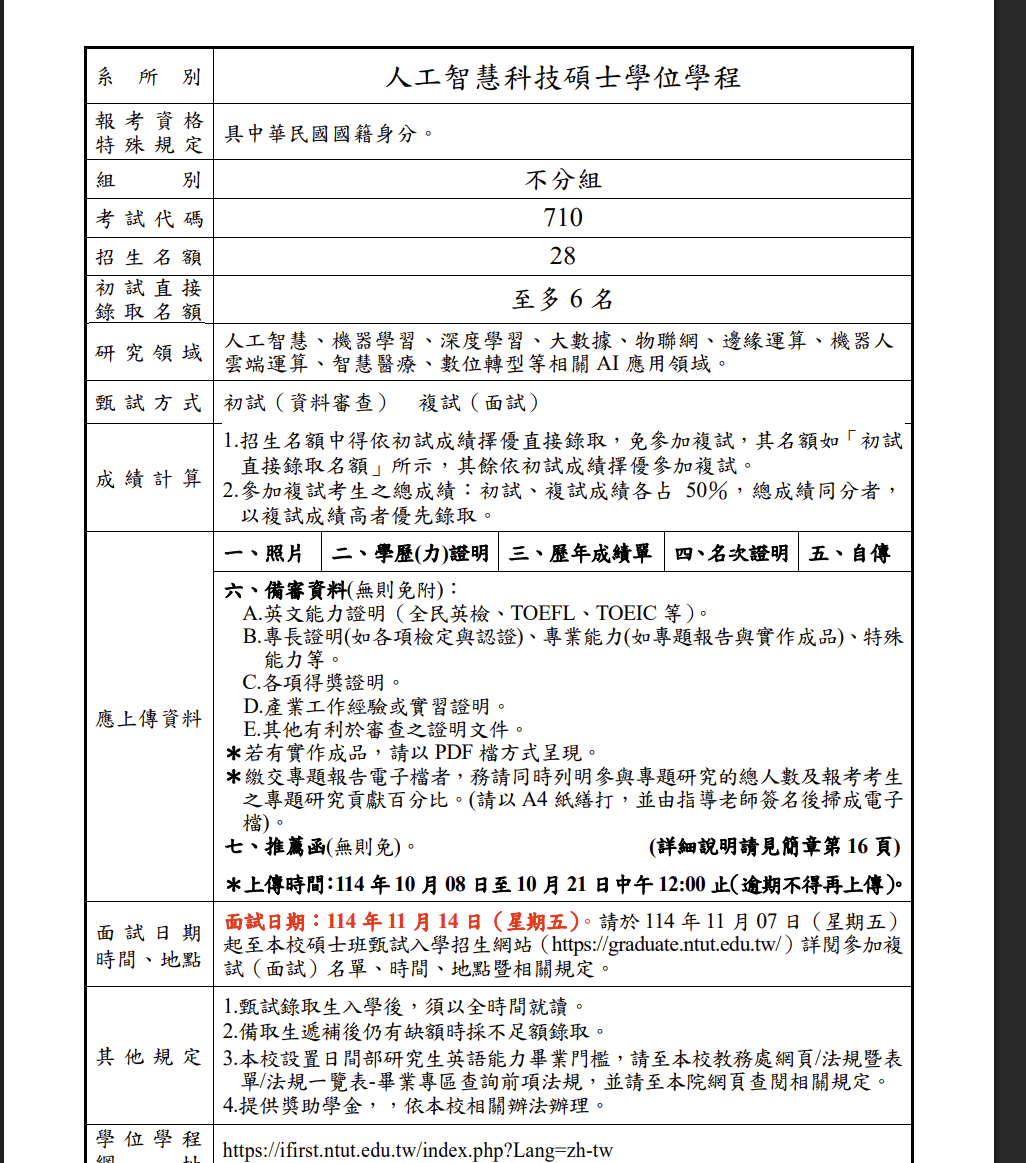 系所別
人工智慧科技碩士學位學程
報考資格
特殊規定
具中華民國國籍身分。
組別
不分組
考試代碼
710
招生名額
28
初試直接
錄取名額
至多 6 名
研究領域
人工智慧、機器學習、深度學習、大數據、物聯網、邊緣運算、機器人
雲端運算、智慧醫療、數位轉型等相關 AI 應用領域。
甄試方式
初試（資料審查） 複試（面試）
成績計算
1.招生名額中得依初試成績擇優直接錄取，免參加複試，其名額如「初試
直接錄取名額」所示，其餘依初試成績擇優參加複試。
2.參加複試考生之總成績：初試、複試成績各占 50%，總成績同分者，
以複試成績高者優先錄取。
應上傳資料
一、照片
二、學歷(力)證明
三、歷年成績單
四、名次證明
五、自傳
六、備審資料(無則免附)：
A.英文能力證明（全民英檢、TOEFL、TOEIC 等）。
B.專長證明(如各項檢定與認證)、專業能力(如專題報告與實作成品)、特殊
能力等。
C.各項得獎證明。
D.產業工作經驗或實習證明。
E.其他有利於審查之證明文件。
＊若有實作成品，請以 PDF 檔方式呈現。
＊繳交專題報告電子檔者，務請同時列明參與專題研究的總人數及報考考生
之專題研究貢獻百分比。(請以 A4 紙繕打，並由指導老師簽名後掃成電子
檔)。
七、推薦函(無則免)。 (詳細說明請見簡章第 16 頁)
＊上傳時間：114 年 10 月 08 日至 10 月 21 日中午 12:00 止(逾期不得再上傳)。
面試日期
時間、地點
面試日期：114 年 11 月 14 日（星期五）。請於 114 年 11 月 07 日（星期五）
起至本校碩士班甄試入學招生網站（https://graduate.ntut.edu.tw/）詳閱參加複
試（面試）名單、時間、地點暨相關規定。
其他規定
1.甄試錄取生入學後，須以全時間就讀。
2.備取生遞補後仍有缺額時採不足額錄取。
3.本校設置日間部研究生英語能力畢業門檻，請至本校教務處網頁/法規暨表
單/法規一覽表-畢業專區查詢前項法規，並請至本院網頁查閱相關規定。
4.提供獎助學金，，依本校相關辦法辦理。
學位學程
網址
https://ifirst.ntut.edu.tw/index.php?Lang=zh-tw